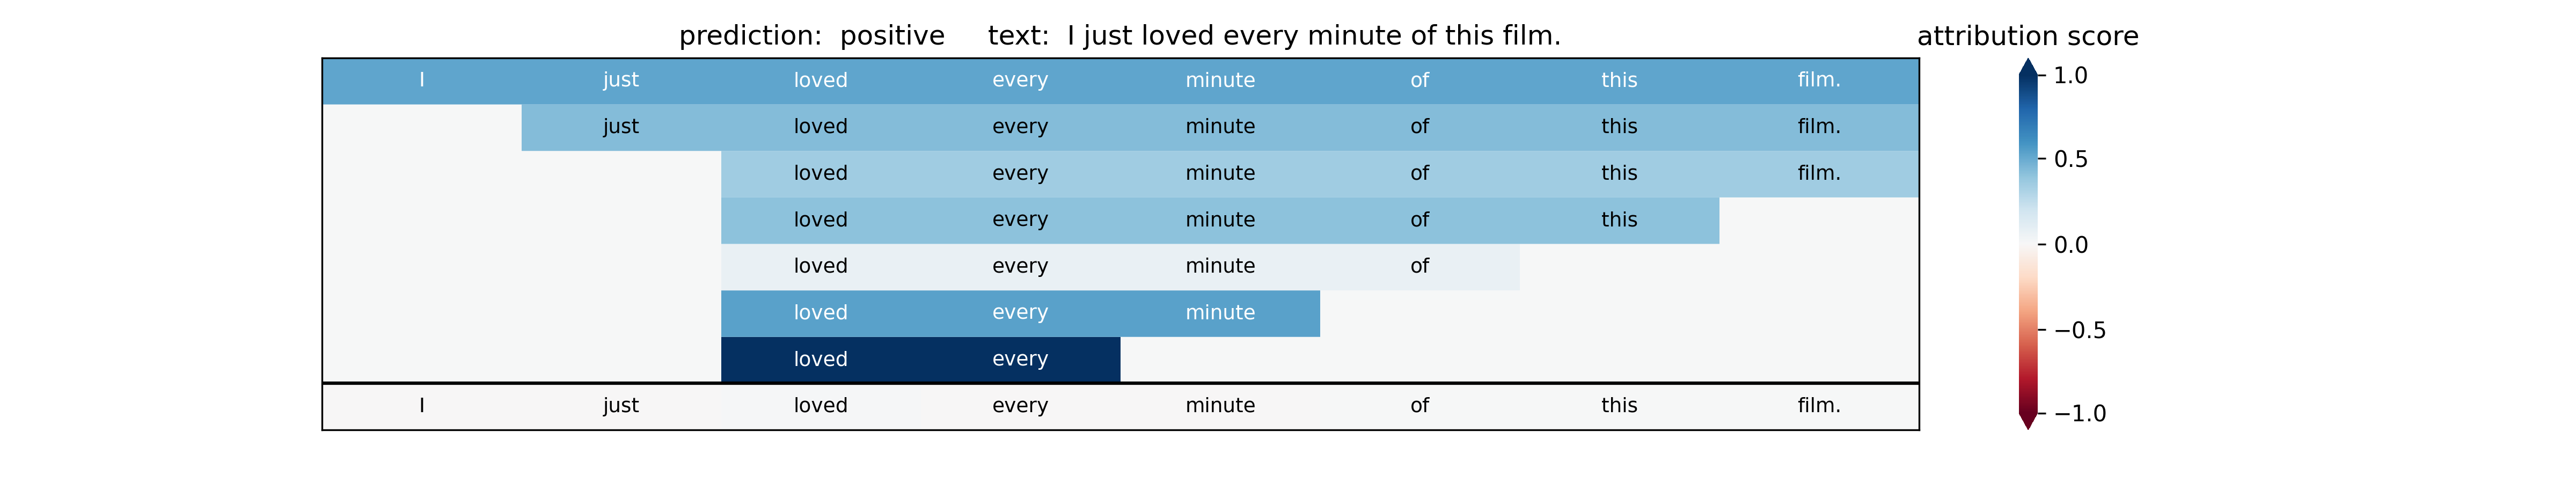 prediction:  positive     text:  I just loved every minute of this film.
attribution score
I just loved every minute of this film.
just loved every minute of this film.
loved every minute of this film.
loved every minute of this
loved every minute of
loved every minute
loved every
I just loved every minute of this film.
1.0
0.5
0.0
−0.5
−1.0